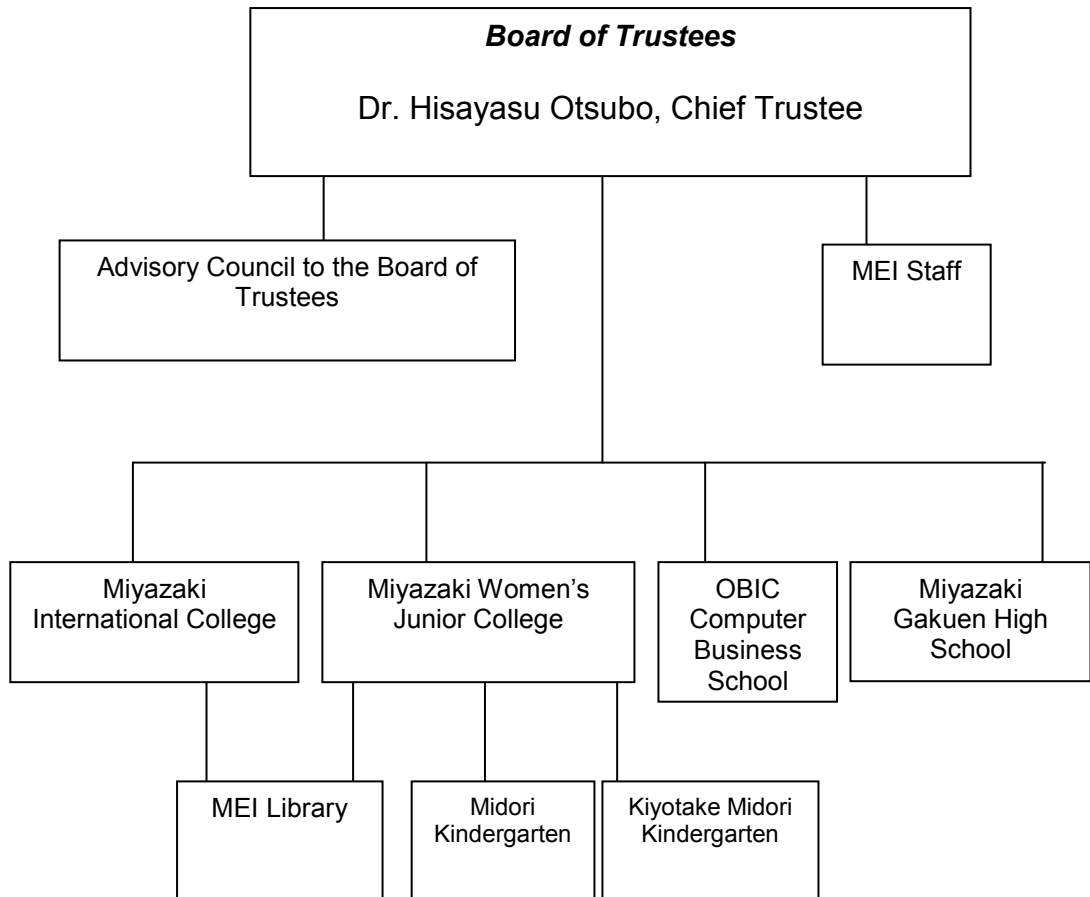 Board of Trustees
Dr. Hisayasu Otsubo, Chief Trustee
Advisory Council to the Board of
Trustees
MEI Staff
Miyazaki
International College
Miyazaki Women's
Junior College
OBIC
Computer
Business
School
Miyazaki
Gakuen High
School
MEI Library
Midori
Kindergarten
Kiyotake Midori
Kindergarten